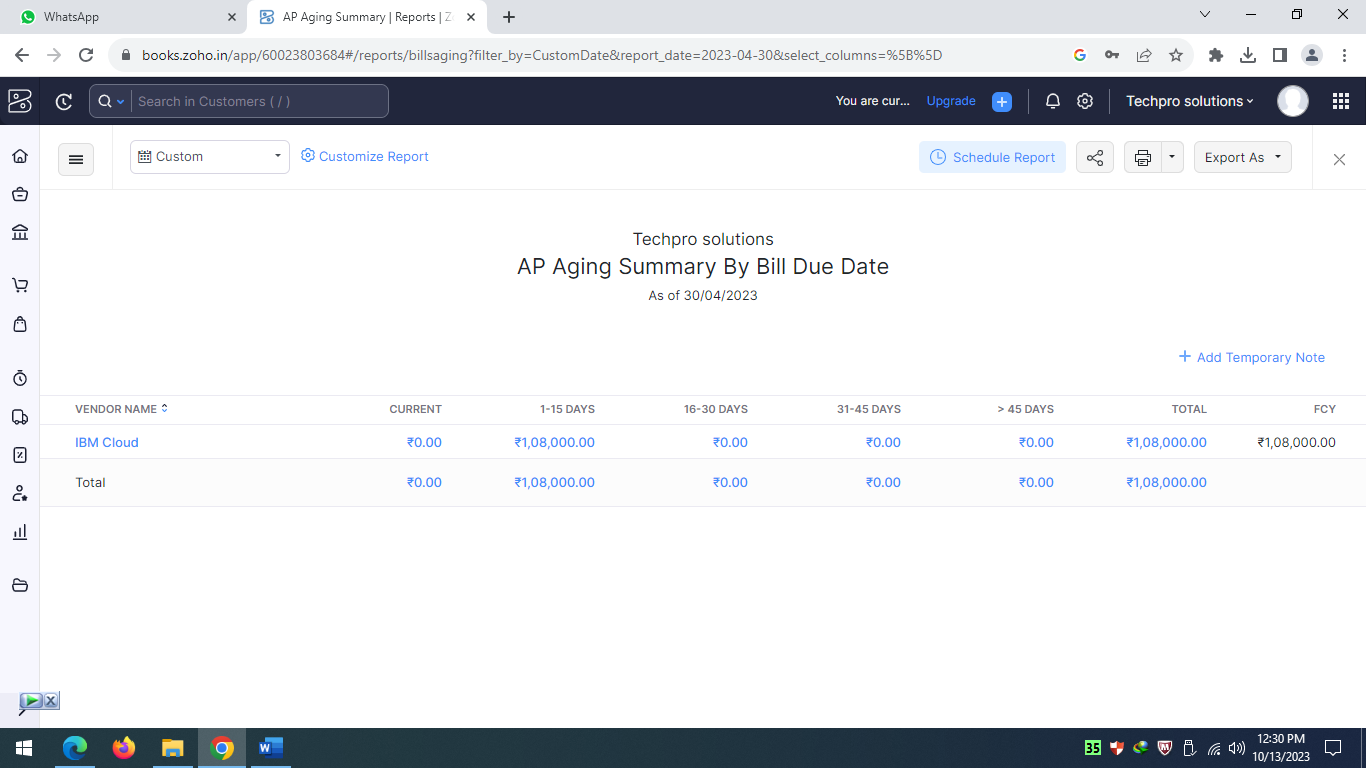 WhatsApp
AP Aging Summary | Reports | Z
books.zoho.in/app/60023803684#/reports/billsaging?filter_by=CustomDate&report_date=2023-04-30&select_columns=%5B%5D
Search in Customers ( / )
You are cur...
Upgrade
Techpro solutions
Custom
Customize Report
Schedule Report
Export As
Techpro solutions
AP Aging Summary By Bill Due Date
As of 30/04/2023
Add Temporary Note
VENDOR NAME CURRENT 1-15 DAYS 16-30 DAYS 31-45 DAYS > 45 DAYS TOTAL FCY
IBM Cloud ₹0.00 ₹1,08,000.00 ₹0.00 ₹0.00 ₹0.00 ₹1,08,000.00 ₹1,08,000.00
Total ₹0.00 ₹1,08,000.00 ₹0.00 ₹0.00 ₹0.00 ₹1,08,000.00
35
12:30 PM
10/13/2023